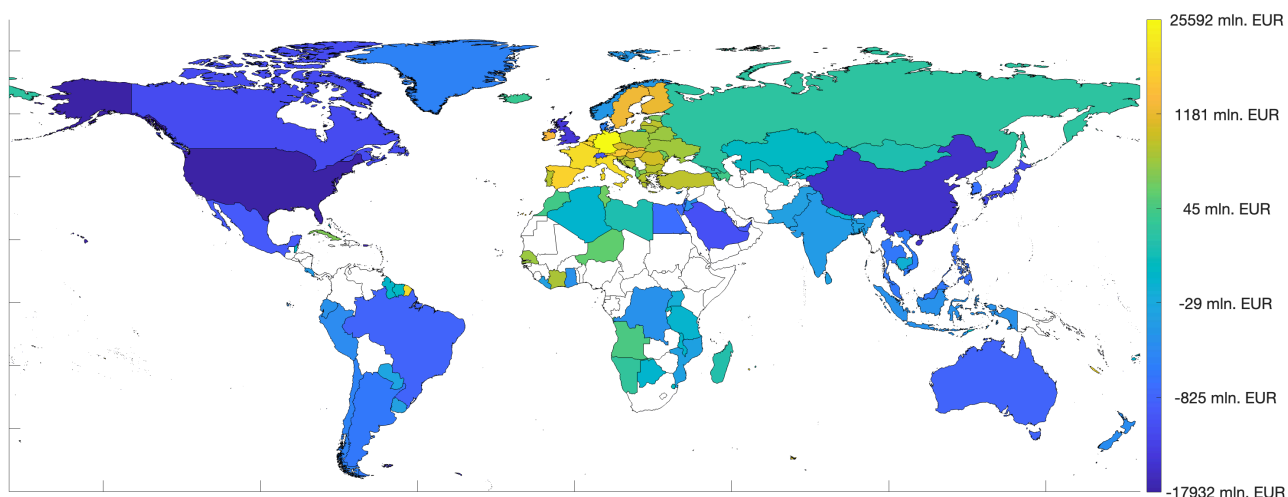 25592 mln. EUR
1181 mln. EUR
45 mln. EUR
-29 mln. EUR
-825 mln. EUR
-17932 mln. EUR